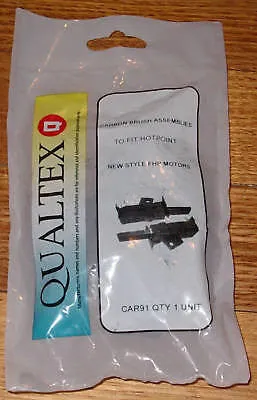 QUALTEX Q
CARBON BRUSH ASSEMBLIES
TO FIT HOTPOINT
NEW STYLE FHP MOTORS
CAR91 QTY 1 UNIT